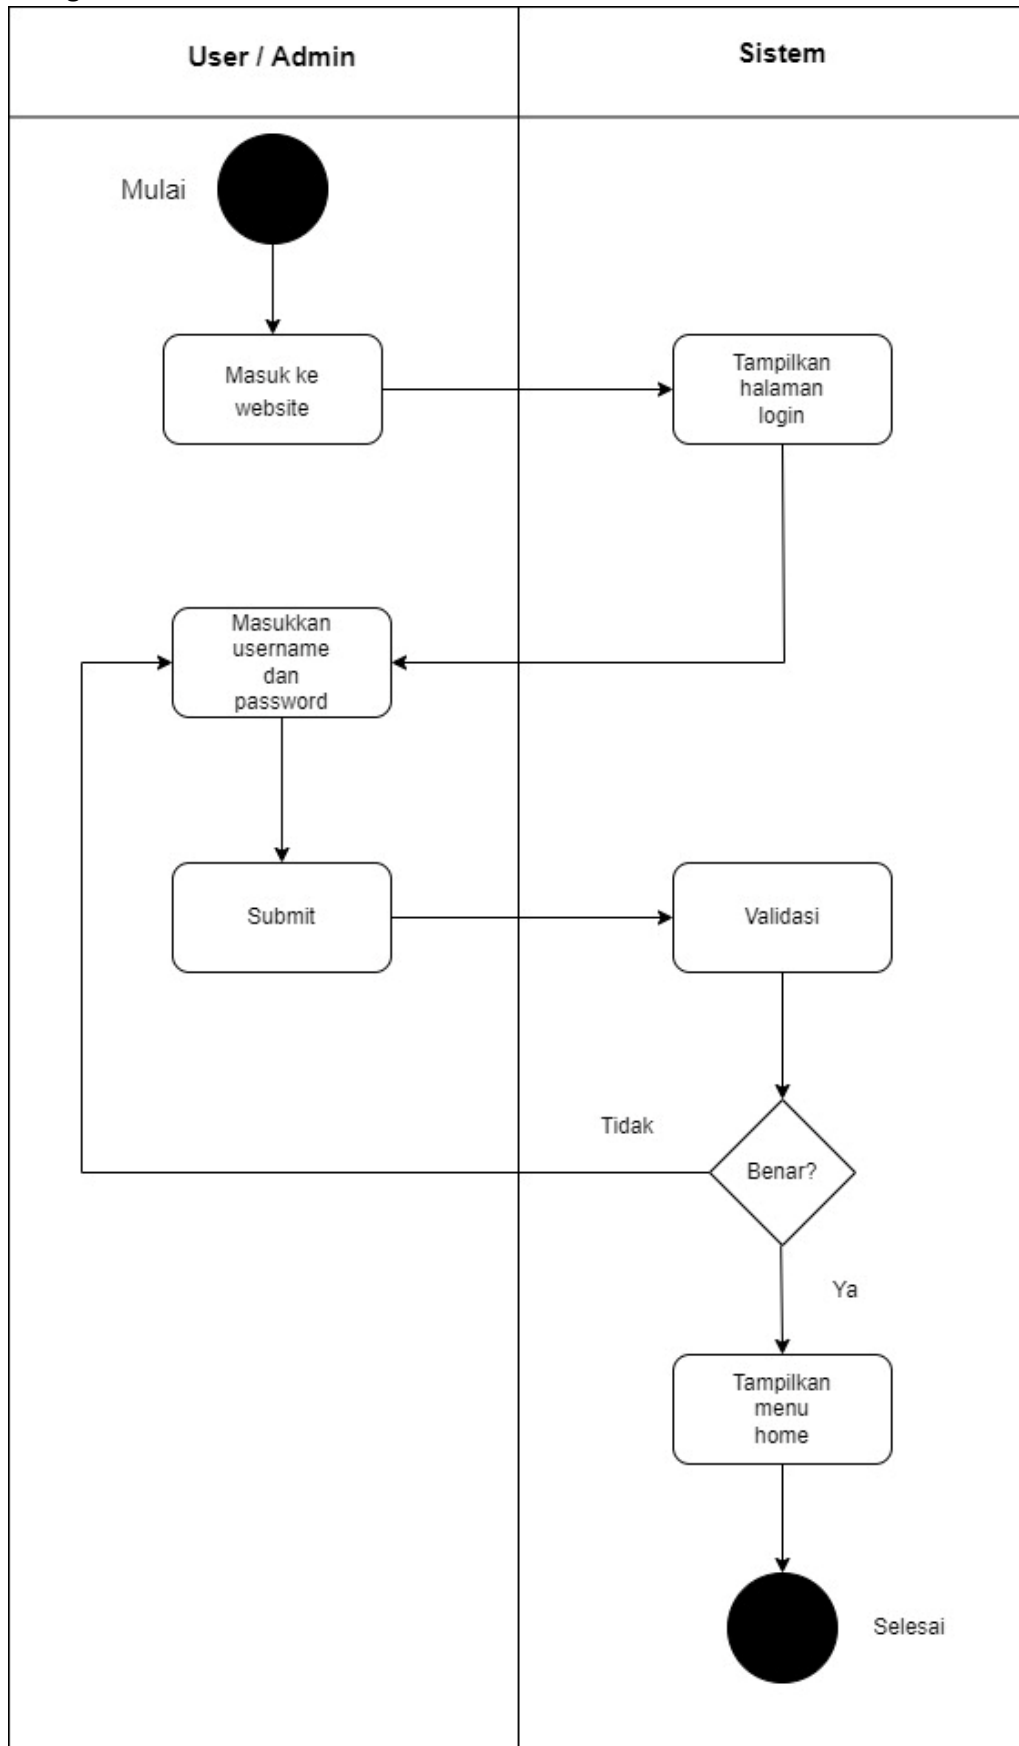 User / Admin
Sistem
Mulai
Masuk ke
website
Tampilkan
halaman
login
Masukkan
username
dan
password
Submit
Validasi
Tidak
Benar?
Ya
Tampilkan
menu
home
Selesai